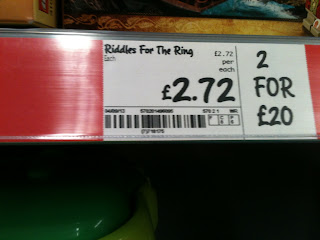 Riddles For The Ring
Each
£2.72
per
each
£2.72
2
FOR
£20